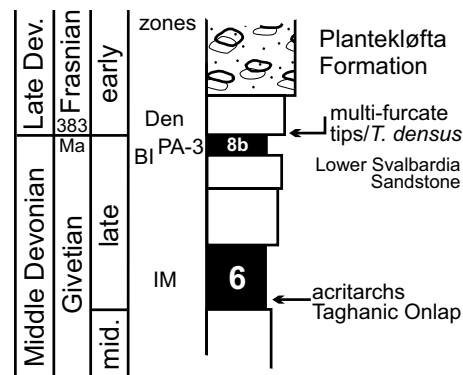 Late Dev.
Middle Devonian
Frasnian
383
Ma
Givetian
early
late
mid.
zones
Den
PA-3
BI
IM
8b
6
Plantekløfta
Formation
multi-furcate
tips/T. densus
Lower Svalbardia
Sandstone
acritarchs
Taghanic Onlap